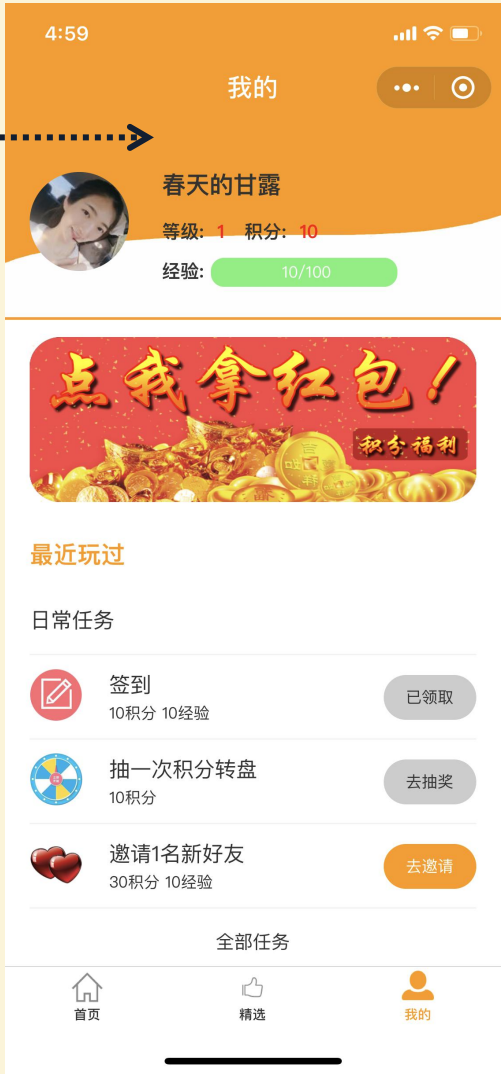 4:59
我的
春天的甘露
等级: 1 积分: 10
经验: 10/100
点我拿红包！
积分福利
最近玩过
日常任务
签到
10积分 10经验
已领取
抽一次积分转盘
10积分
去抽奖
邀请1名新好友
30积分 10经验
去邀请
全部任务
首页
精选
我的